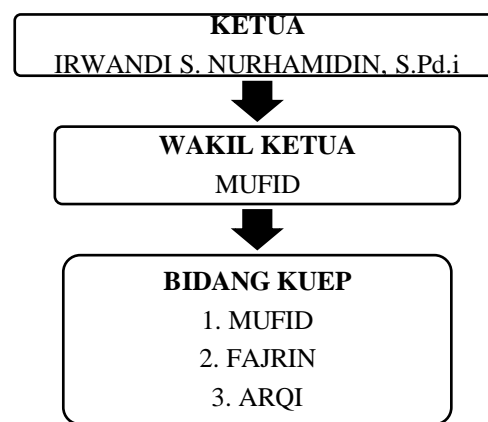 KETUA
IRWANDI S. NURHAMIDIN, S.Pd.i
WAKIL KETUA
MUFID
BIDANG KUEP
1. MUFID
2. FAJRIN
3. ARQI